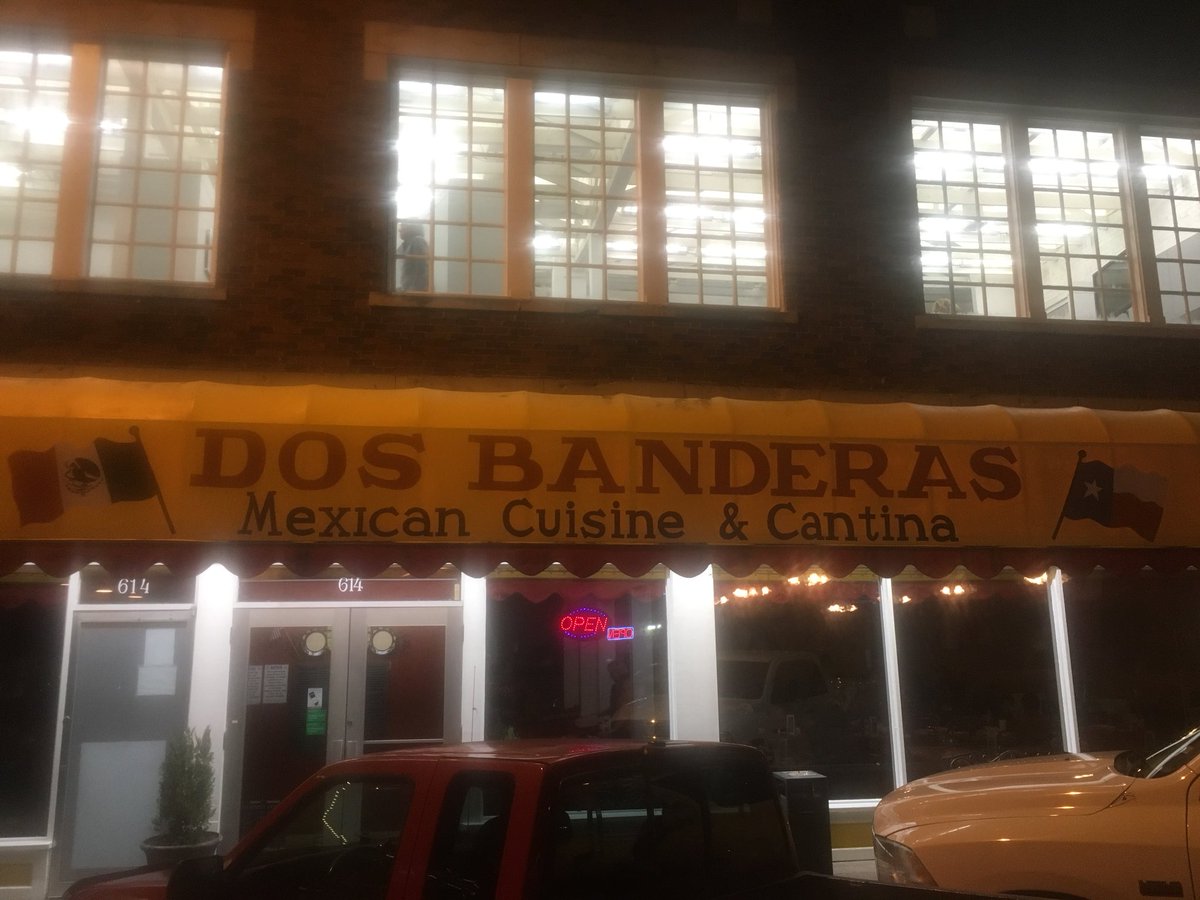 DOS BANDERAS
Mexican Cuisine & Cantina
614
614
OPEN